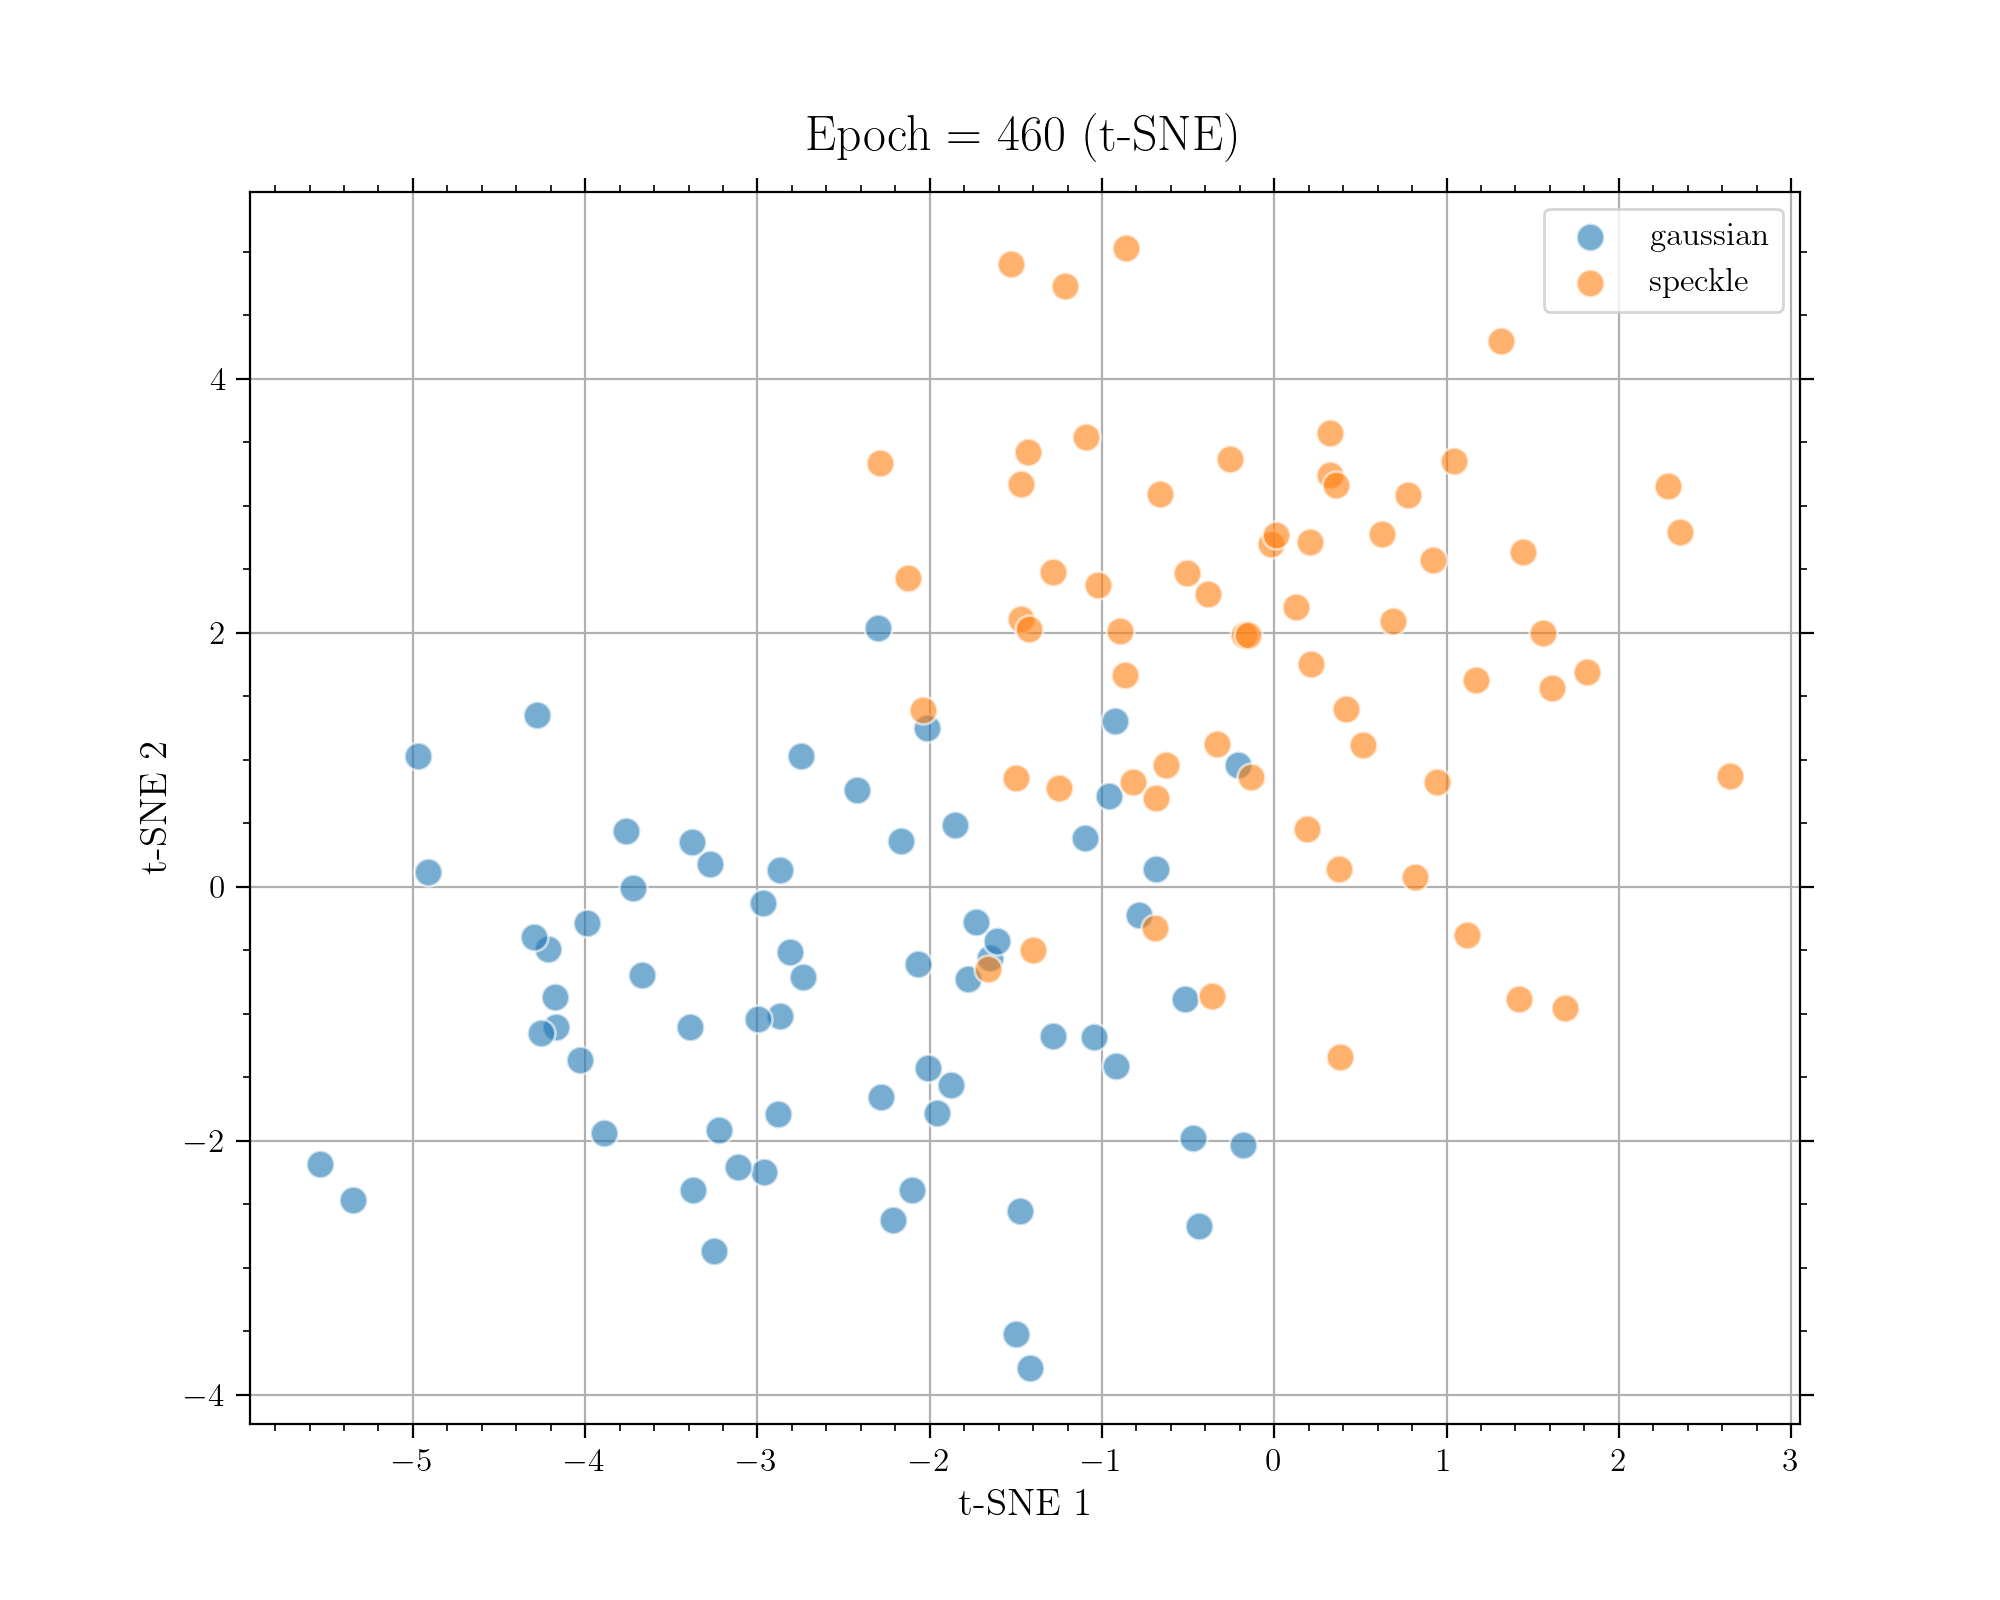 Epoch = 460 (t-SNE)
gaussian
speckle
4
2
0
−2
−4
t-SNE 2
−5 −4 −3 −2 −1 0 1 2 3
t-SNE 1